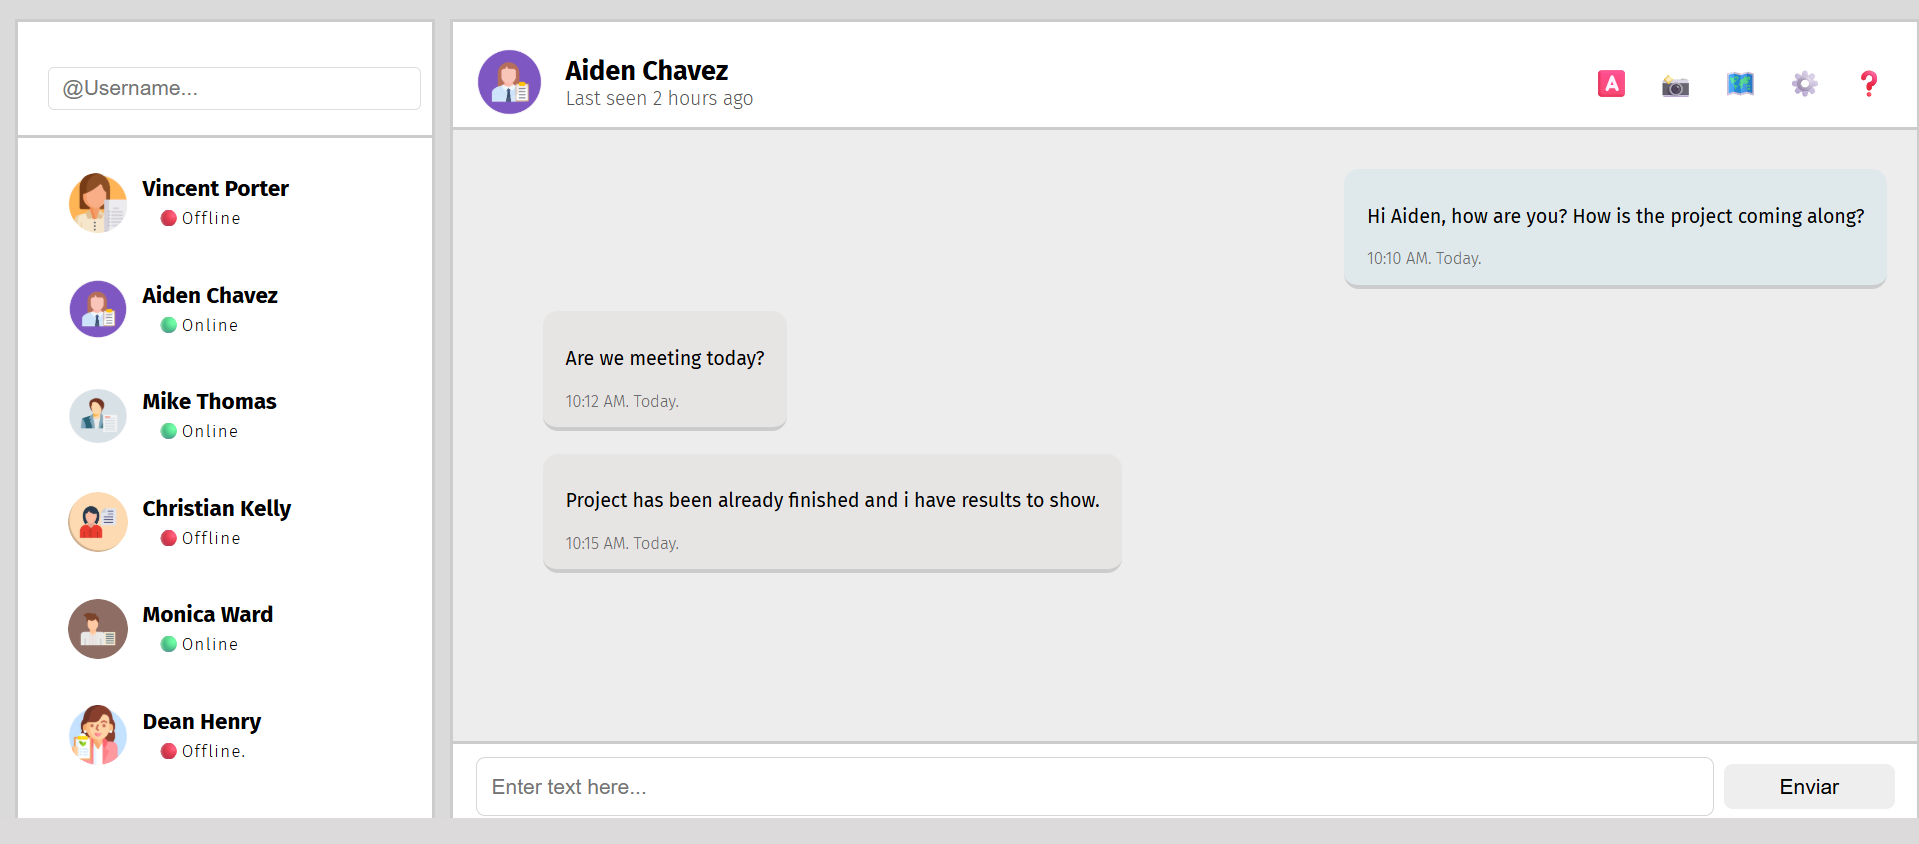 @Username...
Vincent Porter
Offline
Aiden Chavez
Online
Mike Thomas
Online
Christian Kelly
Offline
Monica Ward
Online
Dean Henry
Offline.
Aiden Chavez
Last seen 2 hours ago
A
?
Hi Aiden, how are you? How is the project coming along?
10:10 AM. Today.
Are we meeting today?
10:12 AM. Today.
Project has been already finished and i have results to show.
10:15 AM. Today.
Enter text here...
Enviar